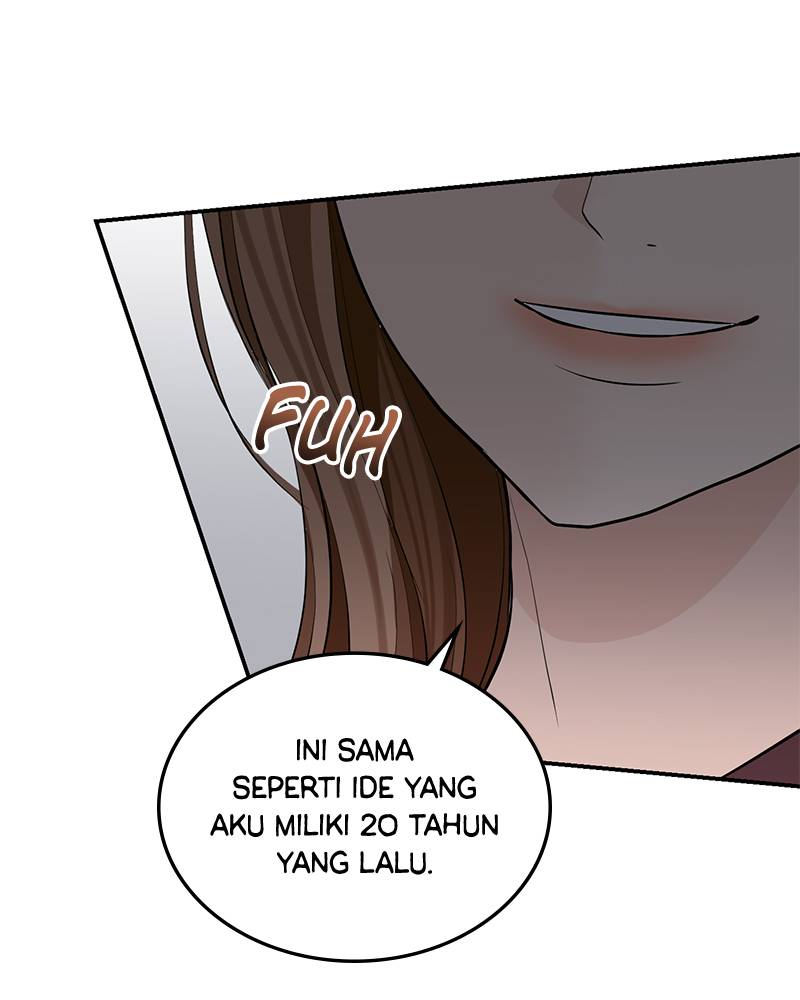 FUH
INI SAMA
SEPERTI IDE YANG
AKU MILIKI 20 TAHUN
YANG LALU.